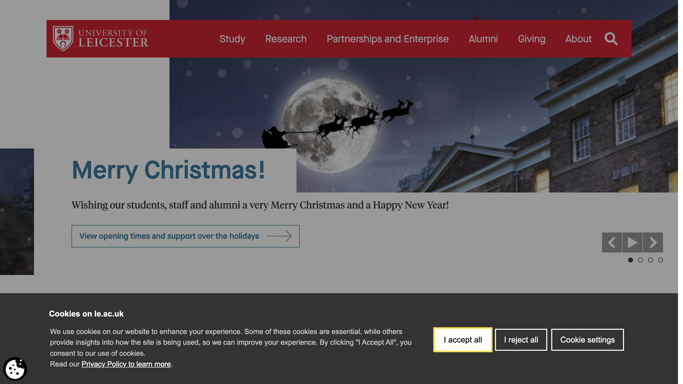 UNIVERSITY OF
LEICESTER
Study
Research
Partnerships and Enterprise
Alumni
Giving
About
Merry Christmas!
Wishing our students, staff and alumni a very Merry Christmas and a Happy New Year!
View opening times and support over the holidays
Cookies on le.ac.uk
We use cookies on our website to enhance your experience. Some of these cookies are essential, while others
provide insights into how the site is being used, so we can improve your experience. By clicking "I Accept All", you
consent to our use of cookies.
Read our Privacy Policy to learn more.
I accept all
I reject all
Cookie settings